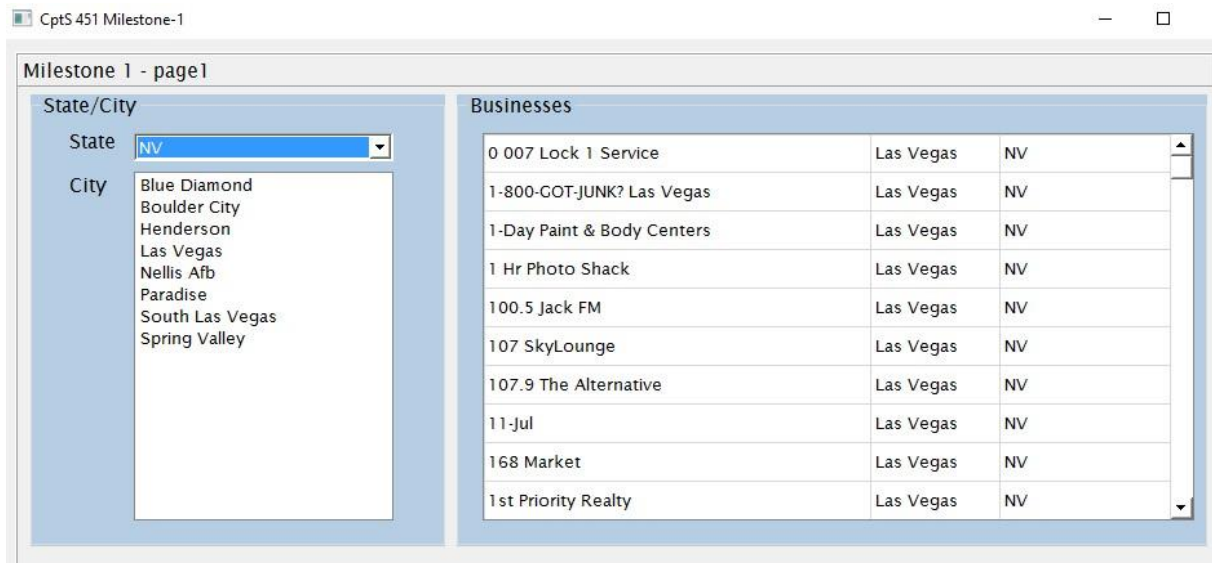 CptS 451 Milestone-1
Milestone 1 - page1
State/City
State NV
City
Blue Diamond
Boulder City
Henderson
Las Vegas
Nellis Afb
Paradise
South Las Vegas
Spring Valley
Businesses
0 007 Lock 1 Service Las Vegas NV
1-800-GOT-JUNK? Las Vegas Las Vegas NV
1-Day Paint & Body Centers Las Vegas NV
1 Hr Photo Shack Las Vegas NV
100.5 Jack FM Las Vegas NV
107 SkyLounge Las Vegas NV
107.9 The Alternative Las Vegas NV
11-Jul Las Vegas NV
168 Market Las Vegas NV
1st Priority Realty Las Vegas NV